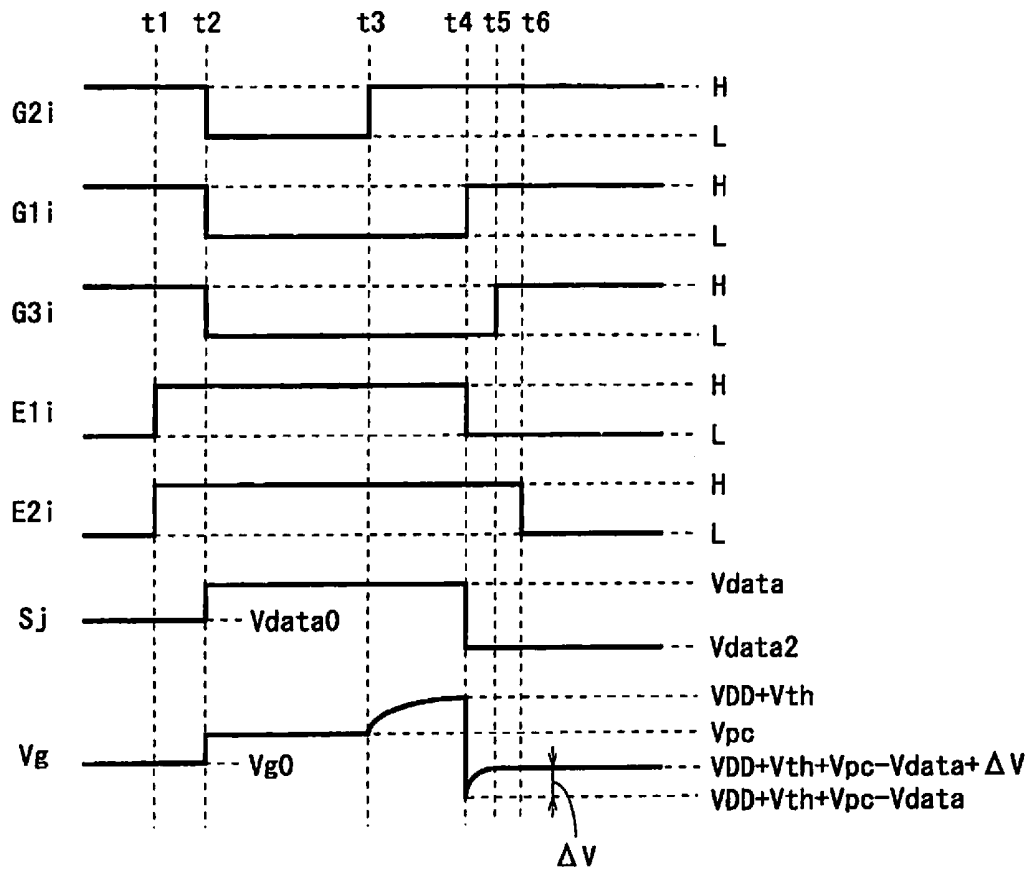 t1 t2 t3 t4 t5 t6
G2i H
L
G1i H
L
G3i H
L
E1i H
L
E2i H
L
Sj Vdata0 Vdata
Vdata2
VDD+Vth
Vpc
Vg Vg0 VDD+Vth+Vpc-Vdata+ΔV
VDD+Vth+Vpc-Vdata
ΔV